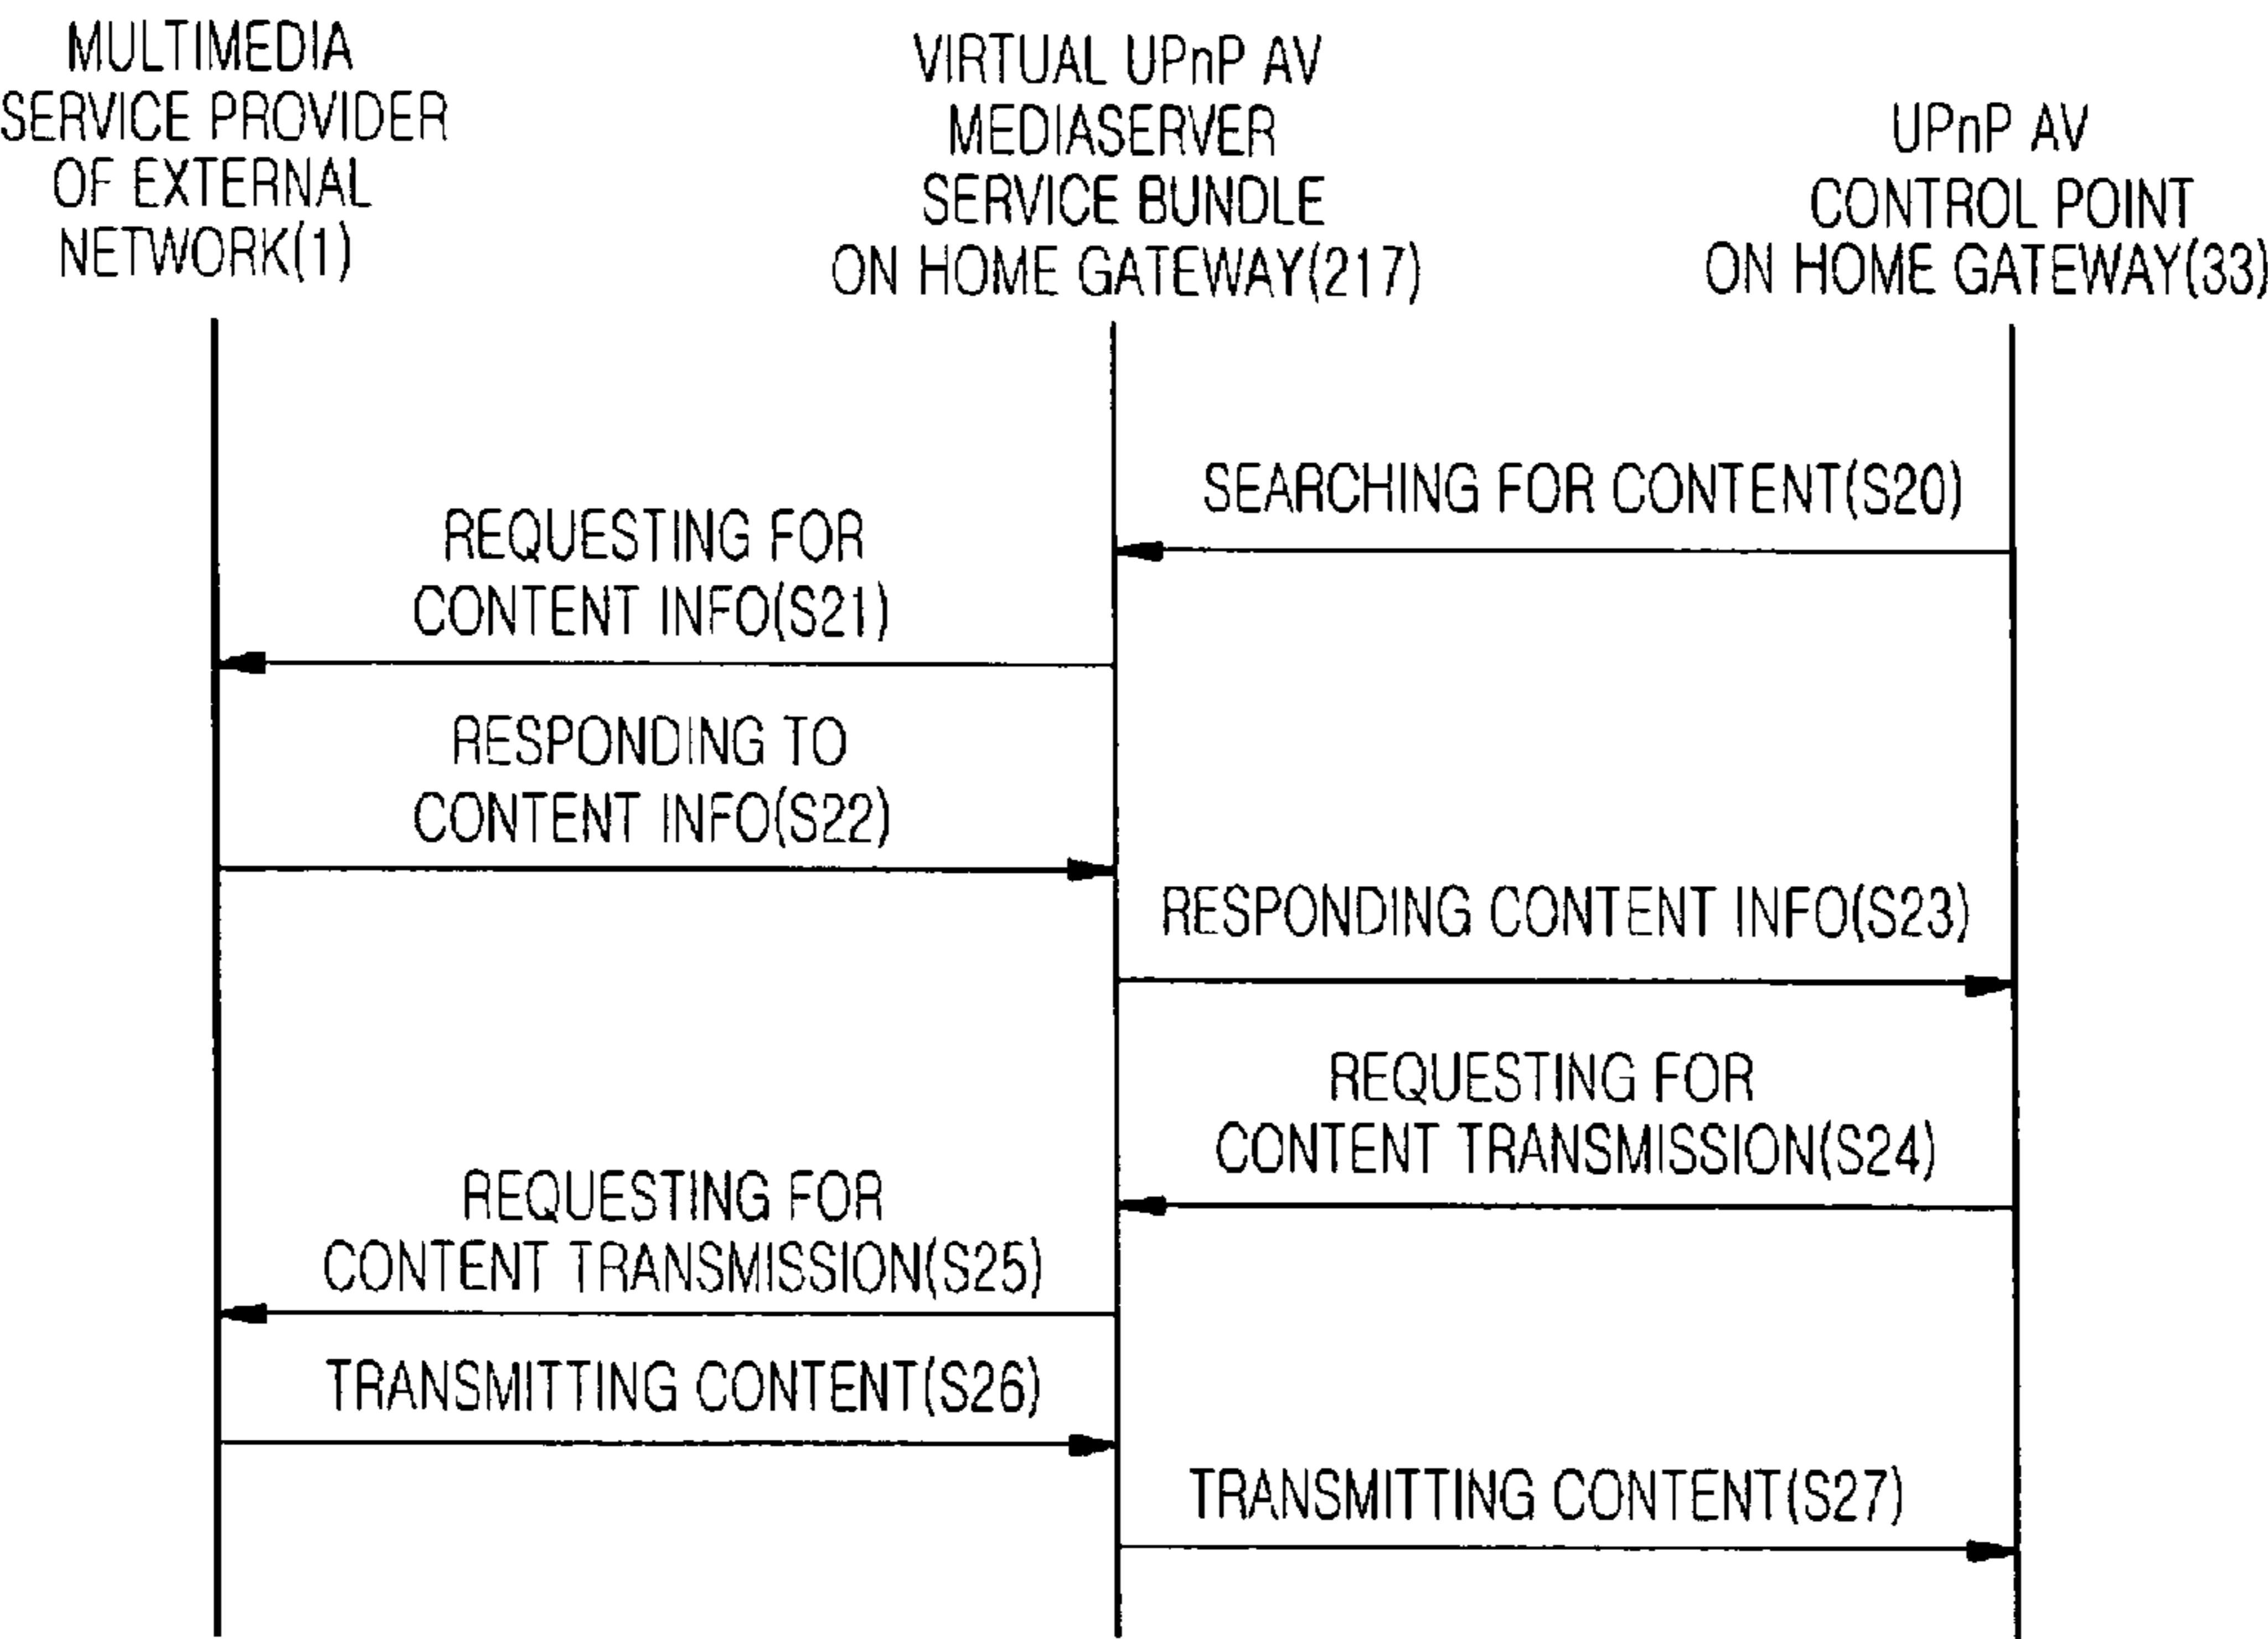 MULTIMEDIA
SERVICE PROVIDER
OF EXTERNAL
NETWORK(1)
VIRTUAL UPnP AV
MEDIASERVER
SERVICE BUNDLE
ON HOME GATEWAY(217)
UPnP AV
CONTROL POINT
ON HOME GATEWAY(33)
SEARCHING FOR CONTENT(S20)
REQUESTING FOR
CONTENT INFO(S21)
RESPONDING TO
CONTENT INFO(S22)
RESPONDING CONTENT INFO(S23)
REQUESTING FOR
CONTENT TRANSMISSION(S24)
REQUESTING FOR
CONTENT TRANSMISSION(S25)
TRANSMITTING CONTENT(S26)
TRANSMITTING CONTENT(S27)